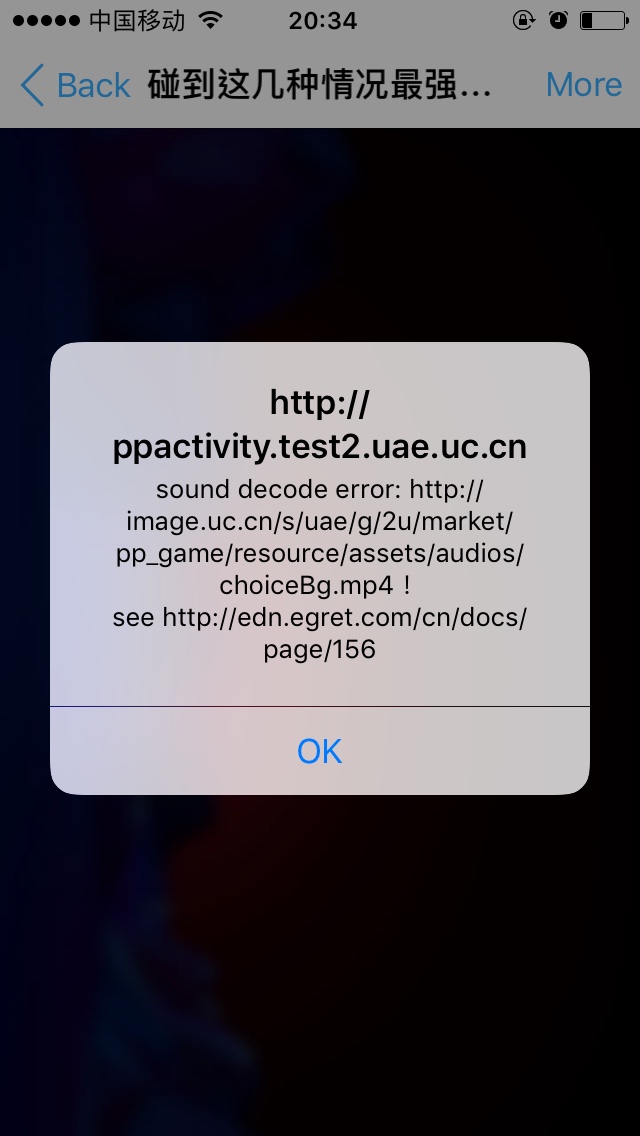 中国移动 20:34
Back 碰到这几种情况最强... More
http://
ppactivity.test2.uae.uc.cn
sound decode error: http://
image.uc.cn/s/uae/g/2u/market/
pp_game/resource/assets/audios/
choiceBg.mp4 !
see http://edn.egret.com/cn/docs/
page/156
OK